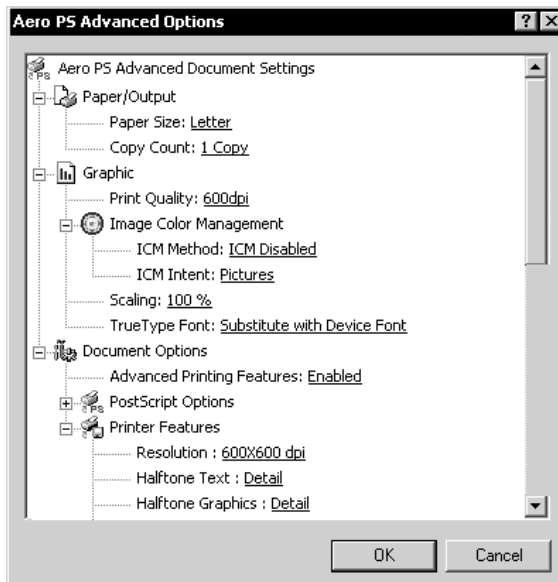 Aero PS Advanced Options
Aero PS Advanced Document Settings
Paper/Output
Paper Size: Letter
Copy Count: 1 Copy
Graphic
Print Quality: 600dpi
Image Color Management
ICM Method: ICM Disabled
ICM Intent: Pictures
Scaling: 100 %
TrueType Font: Substitute with Device Font
Document Options
Advanced Printing Features: Enabled
PostScript Options
Printer Features
Resolution : 600X600 dpi
Halftone Text : Detail
Halftone Graphics : Detail
OK Cancel